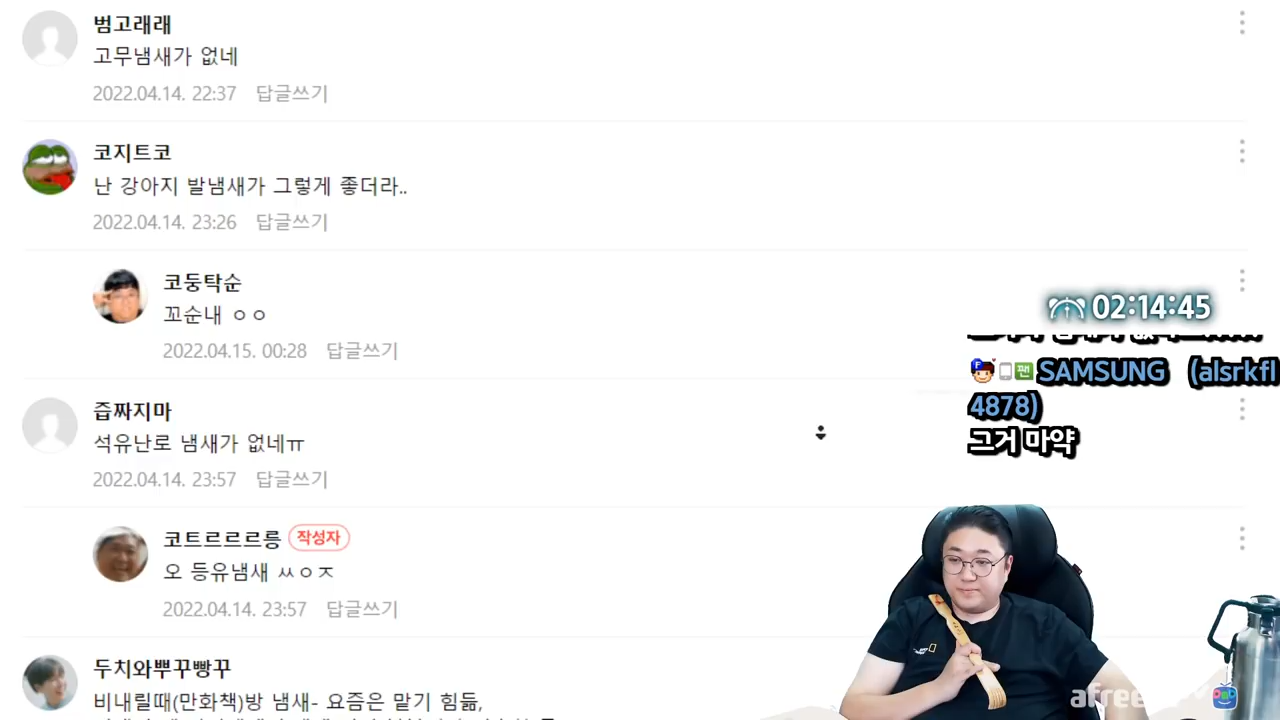 범고래래
고무냄새가 없네
2022.04.14. 22:37 답글쓰기
코지트코
난 강아지 발냄새가 그렇게 좋더라..
2022.04.14. 23:26 답글쓰기
코둥탁순
꼬순내 ㅇㅇ
2022.04.15. 00:28 답글쓰기
즙짜지마
석유난로 냄새가 없네ㅠ
2022.04.14. 23:57 답글쓰기
코트르르르릉 작성자
오 등유냄새 ㅆㅇㅈ
2022.04.14. 23:57 답글쓰기
두치와뿌꾸빵꾸
비내릴때(만화책)방 냄새- 요즘은 맡기 힘듦,
02:14:45
팬 SAMSUNG (alsrkfl
4878)
그거 마약
afree